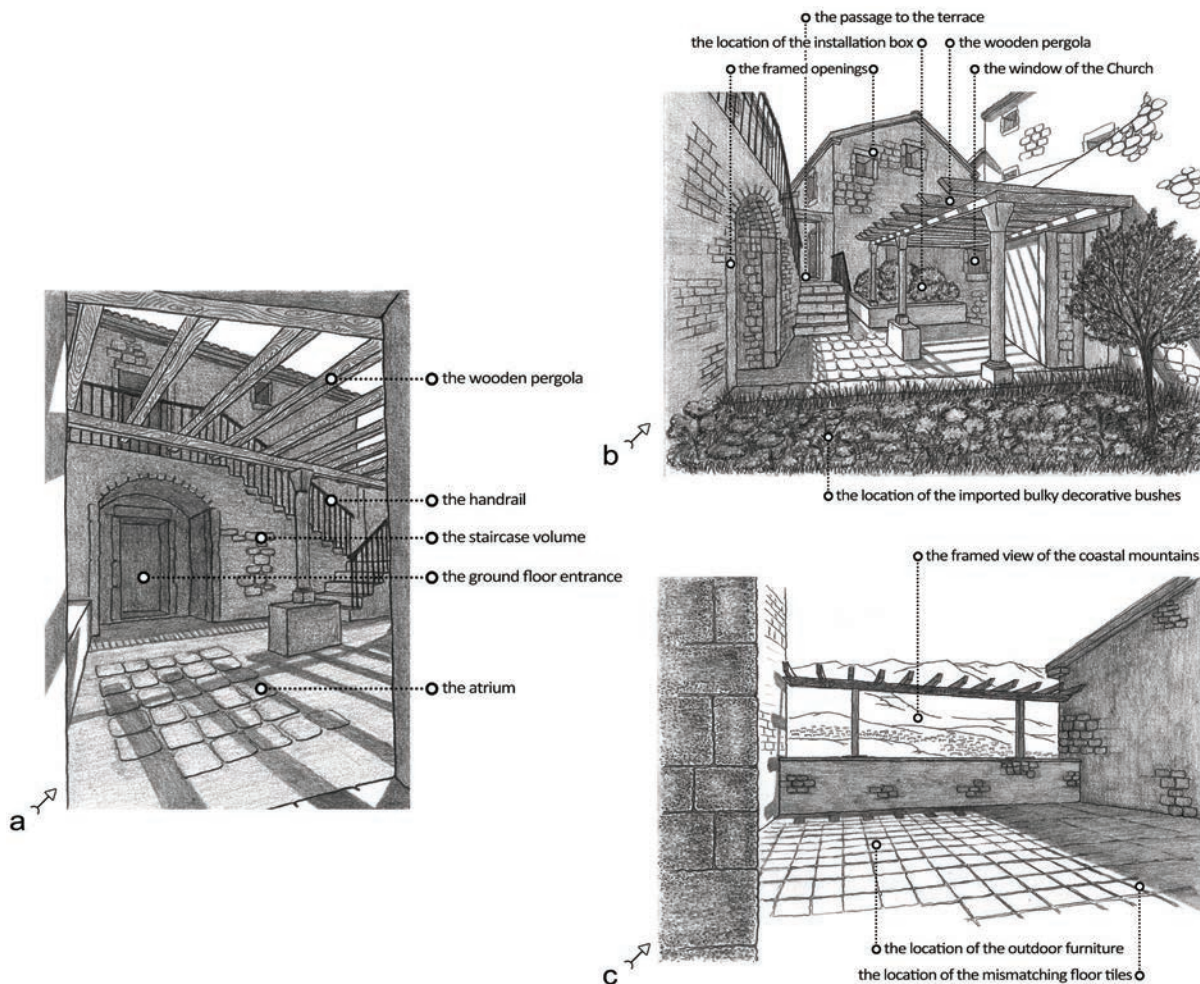 the wooden pergola
the handrail
the staircase volume
the ground floor entrance
the atrium
a
the passage to the terrace
the location of the installation box
the wooden pergola
the framed openings
the window of the Church
b
the location of the imported bulky decorative bushes
the framed view of the coastal mountains
the location of the outdoor furniture
the location of the mismatching floor tiles
c